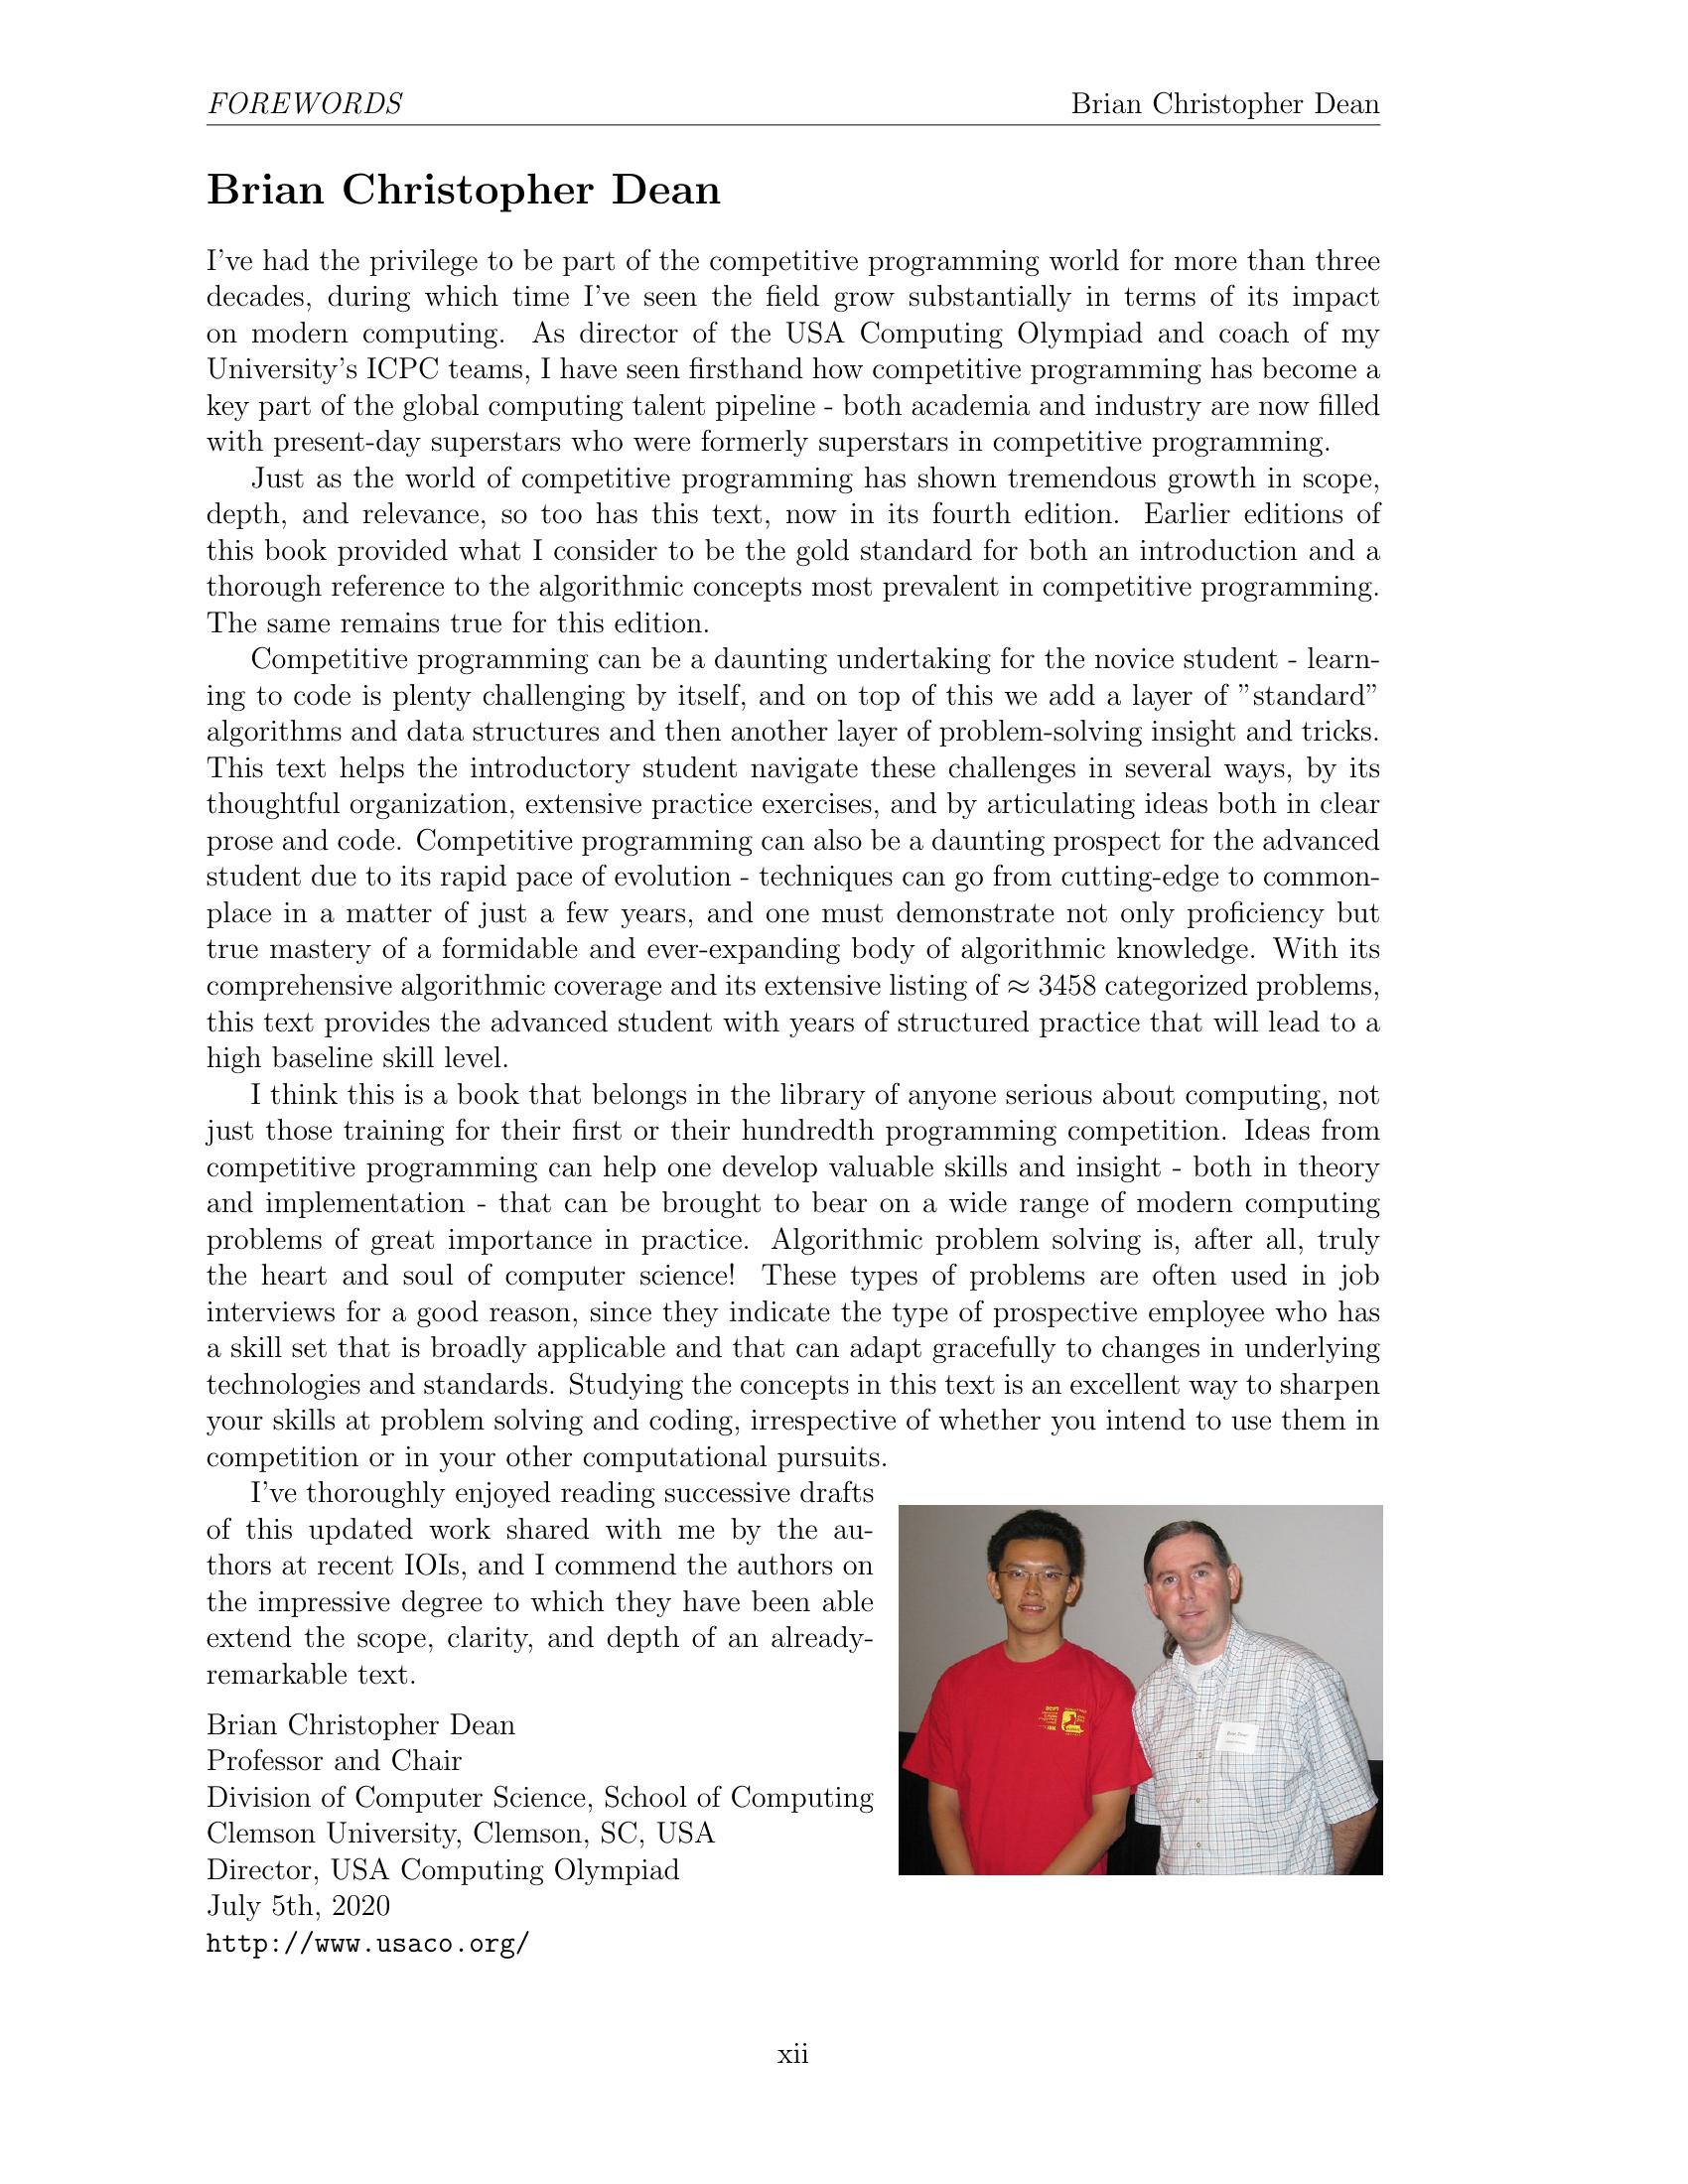 FOREWORDS Brian Christopher Dean
Brian Christopher Dean
I've had the privilege to be part of the competitive programming world for more than three
decades, during which time I've seen the field grow substantially in terms of its impact
on modern computing. As director of the USA Computing Olympiad and coach of my
University's ICPC teams, I have seen firsthand how competitive programming has become a
key part of the global computing talent pipeline - both academia and industry are now filled
with present-day superstars who were formerly superstars in competitive programming.
Just as the world of competitive programming has shown tremendous growth in scope,
depth, and relevance, so too has this text, now in its fourth edition. Earlier editions of
this book provided what I consider to be the gold standard for both an introduction and a
thorough reference to the algorithmic concepts most prevalent in competitive programming.
The same remains true for this edition.
Competitive programming can be a daunting undertaking for the novice student - learn-
ing to code is plenty challenging by itself, and on top of this we add a layer of ”standard”
algorithms and data structures and then another layer of problem-solving insight and tricks.
This text helps the introductory student navigate these challenges in several ways, by its
thoughtful organization, extensive practice exercises, and by articulating ideas both in clear
prose and code. Competitive programming can also be a daunting prospect for the advanced
student due to its rapid pace of evolution - techniques can go from cutting-edge to common-
place in a matter of just a few years, and one must demonstrate not only proficiency but
true mastery of a formidable and ever-expanding body of algorithmic knowledge. With its
comprehensive algorithmic coverage and its extensive listing of ≈ 3458 categorized problems,
this text provides the advanced student with years of structured practice that will lead to a
high baseline skill level.
I think this is a book that belongs in the library of anyone serious about computing, not
just those training for their first or their hundredth programming competition. Ideas from
competitive programming can help one develop valuable skills and insight - both in theory
and implementation - that can be brought to bear on a wide range of modern computing
problems of great importance in practice. Algorithmic problem solving is, after all, truly
the heart and soul of computer science! These types of problems are often used in job
interviews for a good reason, since they indicate the type of prospective employee who has
a skill set that is broadly applicable and that can adapt gracefully to changes in underlying
technologies and standards. Studying the concepts in this text is an excellent way to sharpen
your skills at problem solving and coding, irrespective of whether you intend to use them in
competition or in your other computational pursuits.
I've thoroughly enjoyed reading successive drafts
of this updated work shared with me by the au-
thors at recent IOIs, and I commend the authors on
the impressive degree to which they have been able
extend the scope, clarity, and depth of an already-
remarkable text.
Brian Christopher Dean
Professor and Chair
Division of Computer Science, School of Computing
Clemson University, Clemson, SC, USA
Director, USA Computing Olympiad
July 5th, 2020
http://www.usaco.org/
xii